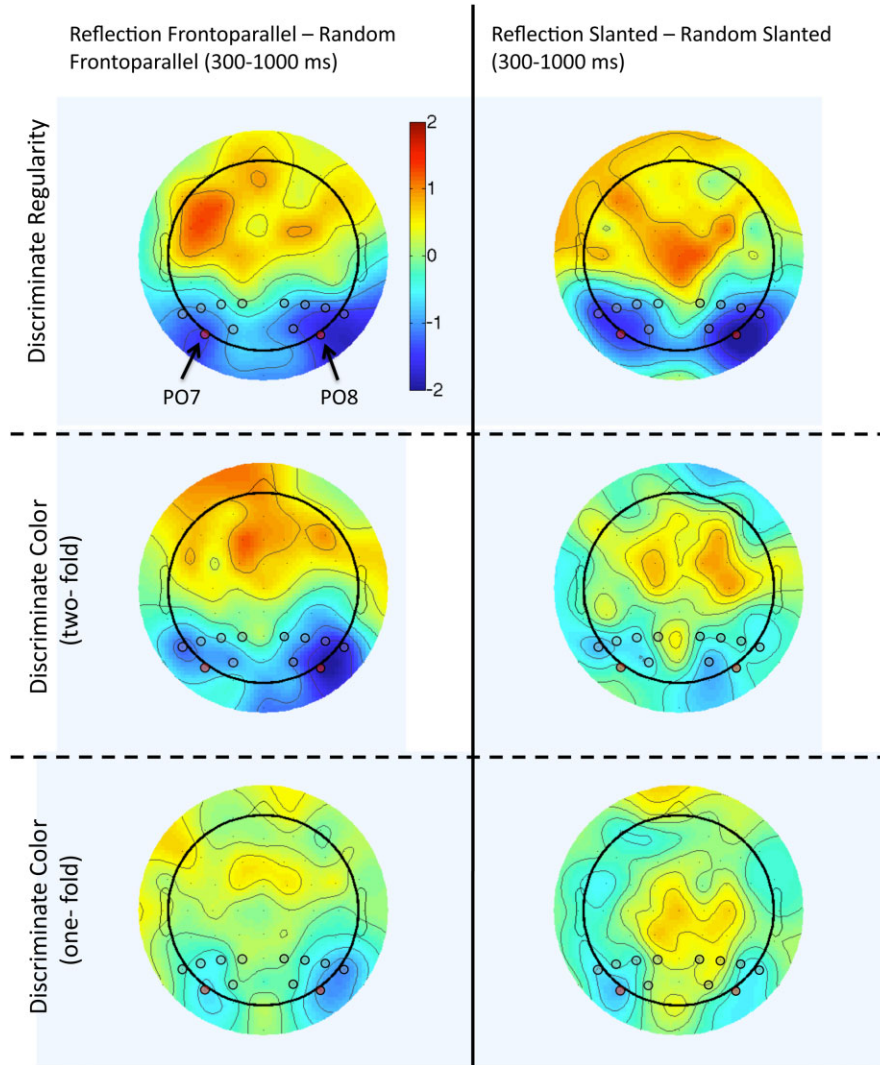 Reflection Frontoparallel – Random
Frontoparallel (300-1000 ms)
Reflection Slanted – Random Slanted
(300-1000 ms)
Discriminate Regularity
2
1
0
-1
-2
PO7
PO8
Discriminate Color
(two- fold)
Discriminate Color
(one- fold)